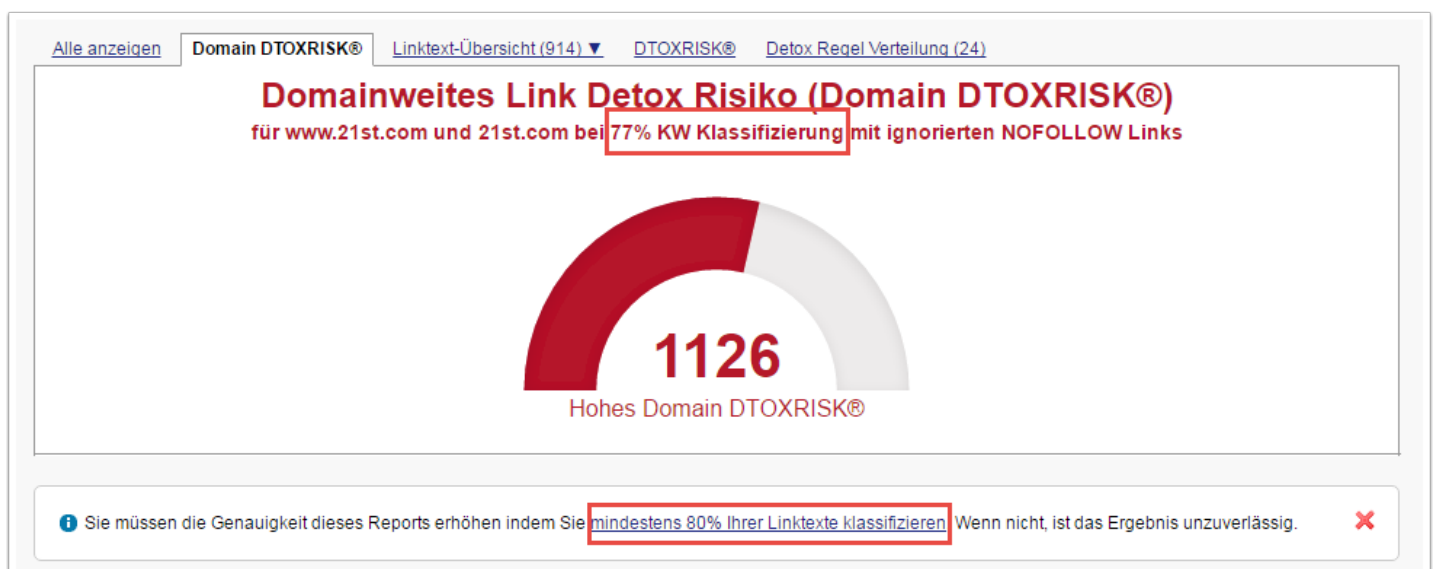 Alle anzeigen Domain DTOXRISK® Linktext-Übersicht (914) ▼ DTOXRISK® Detox Regel Verteilung (24)
Domainweites Link Detox Risiko (Domain DTOXRISK®)
für www.21st.com und 21st.com bei 77% KW Klassifizierung mit ignorierten NOFOLLOW Links
1126
Hohes Domain DTOXRISK®
Sie müssen die Genauigkeit dieses Reports erhöhen indem Sie mindestens 80% Ihrer Linktexte klassifizieren. Wenn nicht, ist das Ergebnis unzuverlässig.